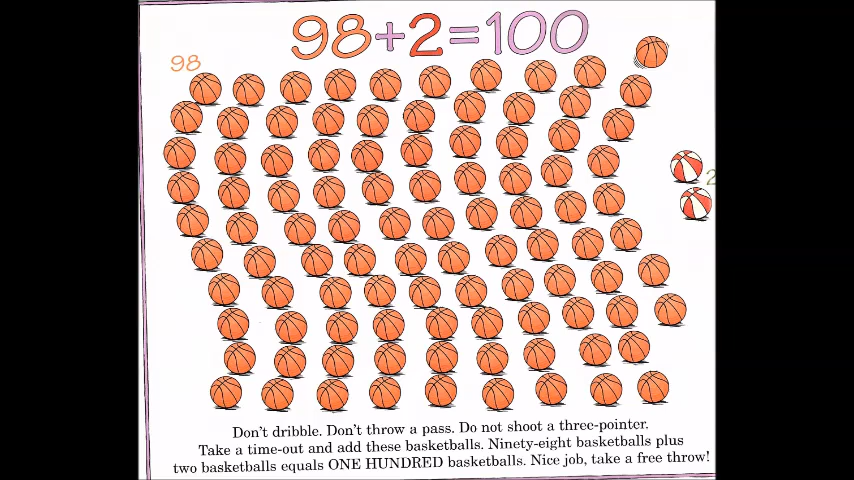 98+2=100
98
2
Don't dribble. Don't throw a pass. Do not shoot a three-pointer.
Take a time-out and add these basketballs. Ninety-eight basketballs plus
two basketballs equals ONE HUNDRED basketballs. Nice job, take a free throw!